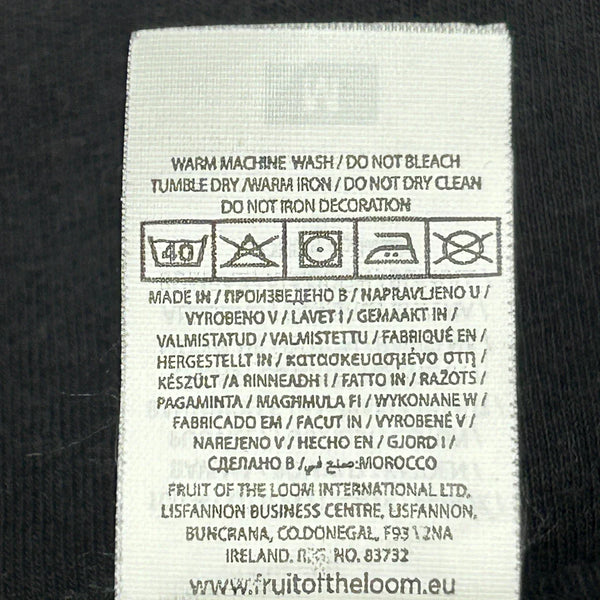 WARM MACHINE WASH / DO NOT BLEACH
TUMBLE DRY /WARM IRON / DO NOT DRY CLEAN
DO NOT IRON DECORATION
40
MADE IN / ПРОИЗВЕДЕНО В / NAPRAVLJENO U /
VYROBENO V / LAVET I / GEMAAKT IN /
VALMISTATUD / VALMISTETTU / FABRIQUÉ EN /
HERGESTELLT IN / κατασκευασμένο στη /
KÉSZÜLT /A RINNEADH I / FATTO IN / RAŽOTS /
PAGAMINTA / MAGHMULA FI / WYKONANE W /
FABRICADO EM / FACUT IN / VYROBENÉ V /
NAREJENO V / HECHO EN / GJORD I /
СДЕЛАНО В / صنع في:MOROCCO
FRUIT OF THE LOOM INTERNATIONAL LTD,
LISFANNON BUSINESS CENTRE, LISFANNON,
BUNCRANA, CO.DONEGAL, F93 Y2NA
IRELAND. REG. NO. 83732
www.fruitoftheloom.eu